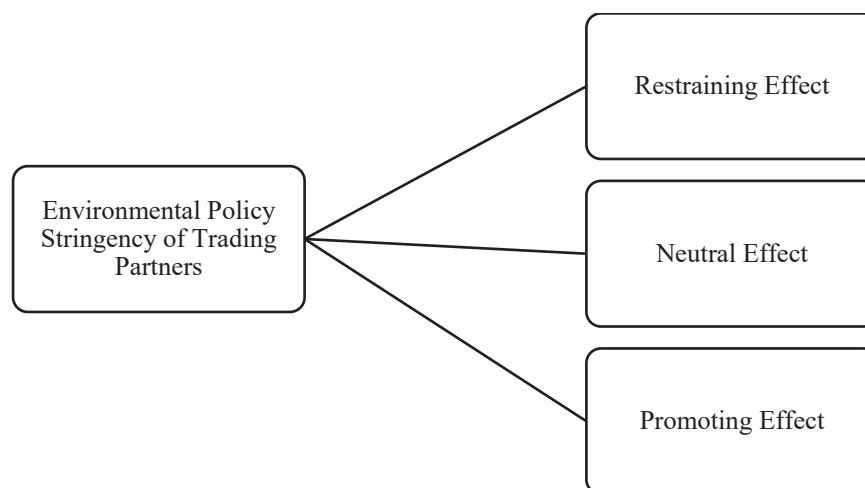 Restraining Effect
Environmental Policy
Stringency of Trading
Partners
Neutral Effect
Promoting Effect